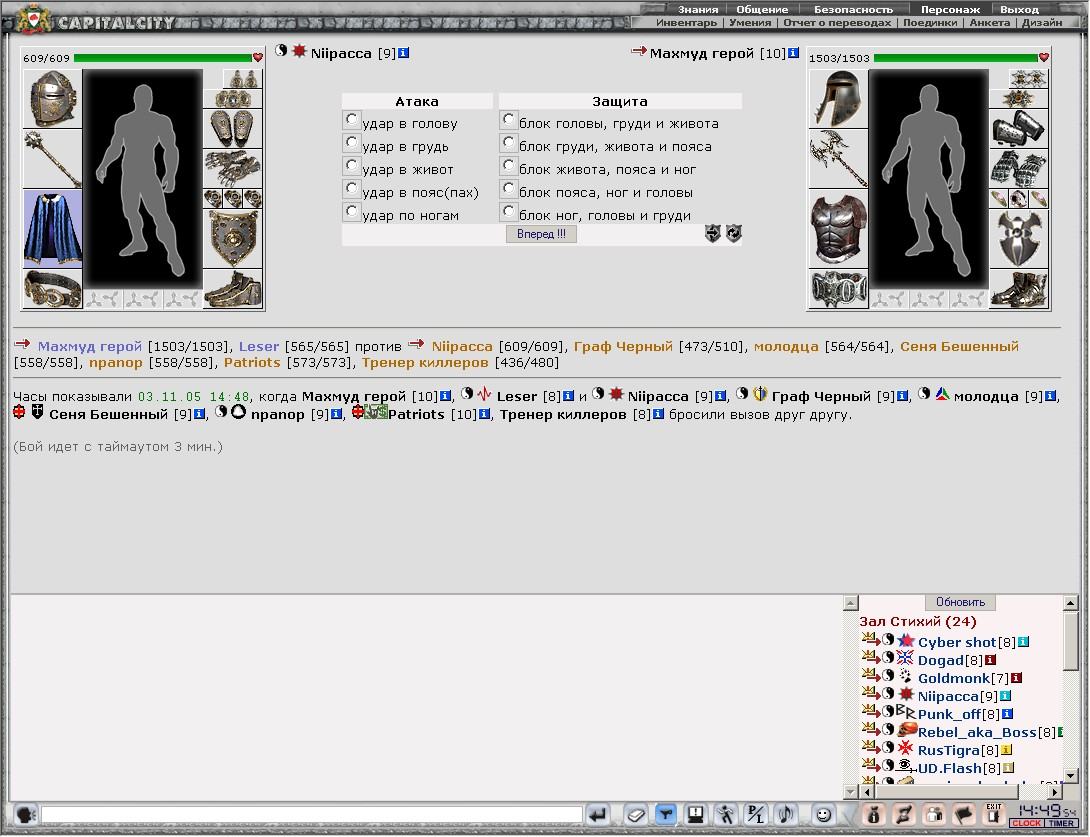 CAPITALCITY
Знания Общение Безопасность Персонаж Выход
Инвентарь | Умения | Отчет о переводах | Поединки | Анкета | Дизайн
609/609
Niipacca [9]
Махмуд герой [10]
1503/1503
Атака Защита
удар в голову блок головы, груди и живота
удар в грудь блок груди, живота и пояса
удар в живот блок живота, пояса и ног
удар в пояс(пах) блок пояса, ног и головы
удар по ногам блок ног, головы и груди
Вперед !!!
Махмуд герой [1503/1503], Leser [565/565] против Niipacca [609/609], Граф Черный [473/510], молодца [564/564], Сеня Бешенный
[558/558], прапор [558/558], Patriots [573/573], Тренер киллеров [436/480]
Часы показывали 03.11.05 14:48, когда Махмуд герой [10], Leser [8] и Niipacca [9], Граф Черный [9], молодца [9],
Сеня Бешенный [9], прапор [9], Patriots [10], Тренер киллеров [8] бросили вызов друг другу.
(Бой идет с таймаутом 3 мин.)
Обновить
Зал Стихий (24)
Cyber shot[8]
Dogad[8]
Goldmonk[7]
Niipacca[9]
Punk_off[8]
Rebel_aka_Boss[8]
RusTigra[8]
UD.Flash[8]
EXIT
14:49 54
CLOCK TIMER